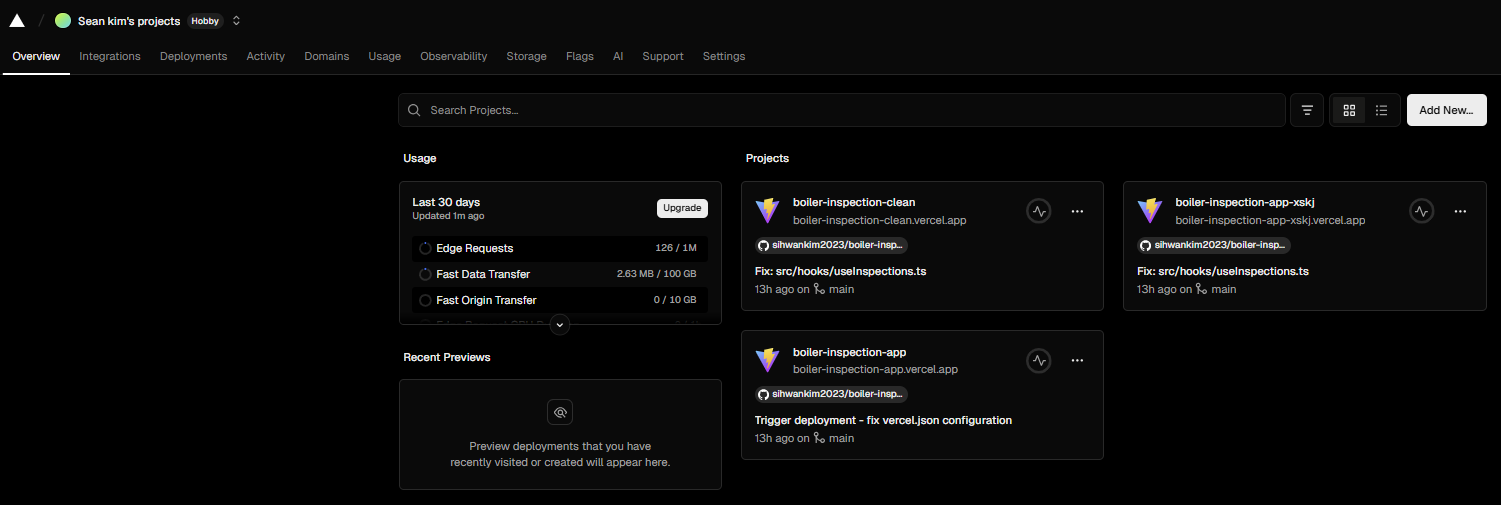 Sean kim's projects Hobby
Overview Integrations Deployments Activity Domains Usage Observability Storage Flags AI Support Settings
Search Projects...
Add New...
Usage
Last 30 days
Updated 1m ago
Upgrade
Edge Requests 126 / 1M
Fast Data Transfer 2.63 MB / 100 GB
Fast Origin Transfer 0 / 10 GB
Recent Previews
Preview deployments that you have
recently visited or created will appear here.
Projects
boiler-inspection-clean
boiler-inspection-clean.vercel.app
sihwankim2023/boiler-insp...
Fix: src/hooks/useInspections.ts
13h ago on main
boiler-inspection-app-xskj
boiler-inspection-app-xskj.vercel.app
sihwankim2023/boiler-insp...
Fix: src/hooks/useInspections.ts
13h ago on main
boiler-inspection-app
boiler-inspection-app.vercel.app
sihwankim2023/boiler-insp...
Trigger deployment - fix vercel.json configuration
13h ago on main